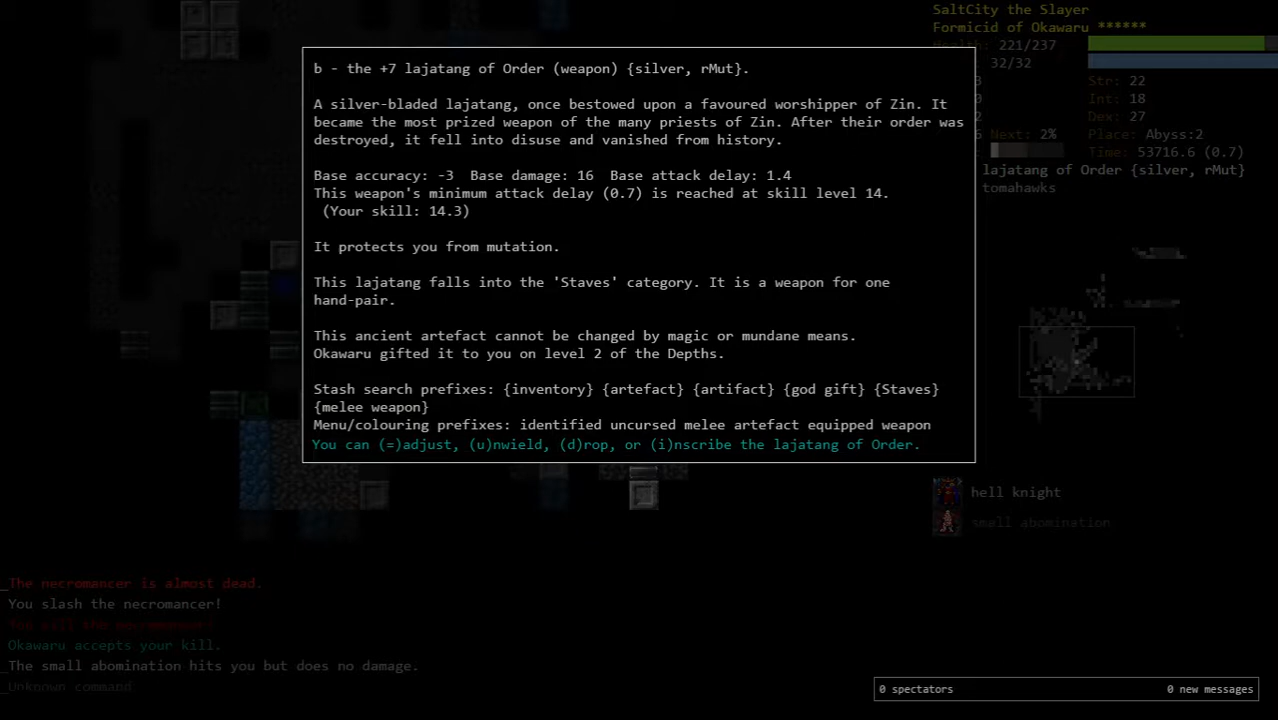 SaltCity the Slayer
Formicid of Okawaru ******
Health: 221/237
32/32
Str: 22
Int: 18
Dex: 27
Next: 2% Place: Abyss:2
Time: 53716.6 (0.7)
lajatang of Order {silver, rMut}
tomahawks
b - the +7 lajatang of Order (weapon) {silver, rMut}.
A silver-bladed lajatang, once bestowed upon a favoured worshipper of Zin. It
became the most prized weapon of the many priests of Zin. After their order was
destroyed, it fell into disuse and vanished from history.
Base accuracy: -3 Base damage: 16 Base attack delay: 1.4
This weapon's minimum attack delay (0.7) is reached at skill level 14.
(Your skill: 14.3)
It protects you from mutation.
This lajatang falls into the 'Staves' category. It is a weapon for one
hand-pair.
This ancient artefact cannot be changed by magic or mundane means.
Okawaru gifted it to you on level 2 of the Depths.
Stash search prefixes: {inventory} {artefact} {artifact} {god gift} {Staves}
{melee weapon}
Menu/colouring prefixes: identified uncursed melee artefact equipped weapon
You can (=)adjust, (u)nwield, (d)rop, or (i)nscribe the lajatang of Order.
hell knight
small abomination
_The necromancer is almost dead.
You slash the necromancer!
You kill the necromancer!
Okawaru accepts your kill.
_The small abomination hits you but does no damage.
_Unknown command
0 spectators 0 new messages